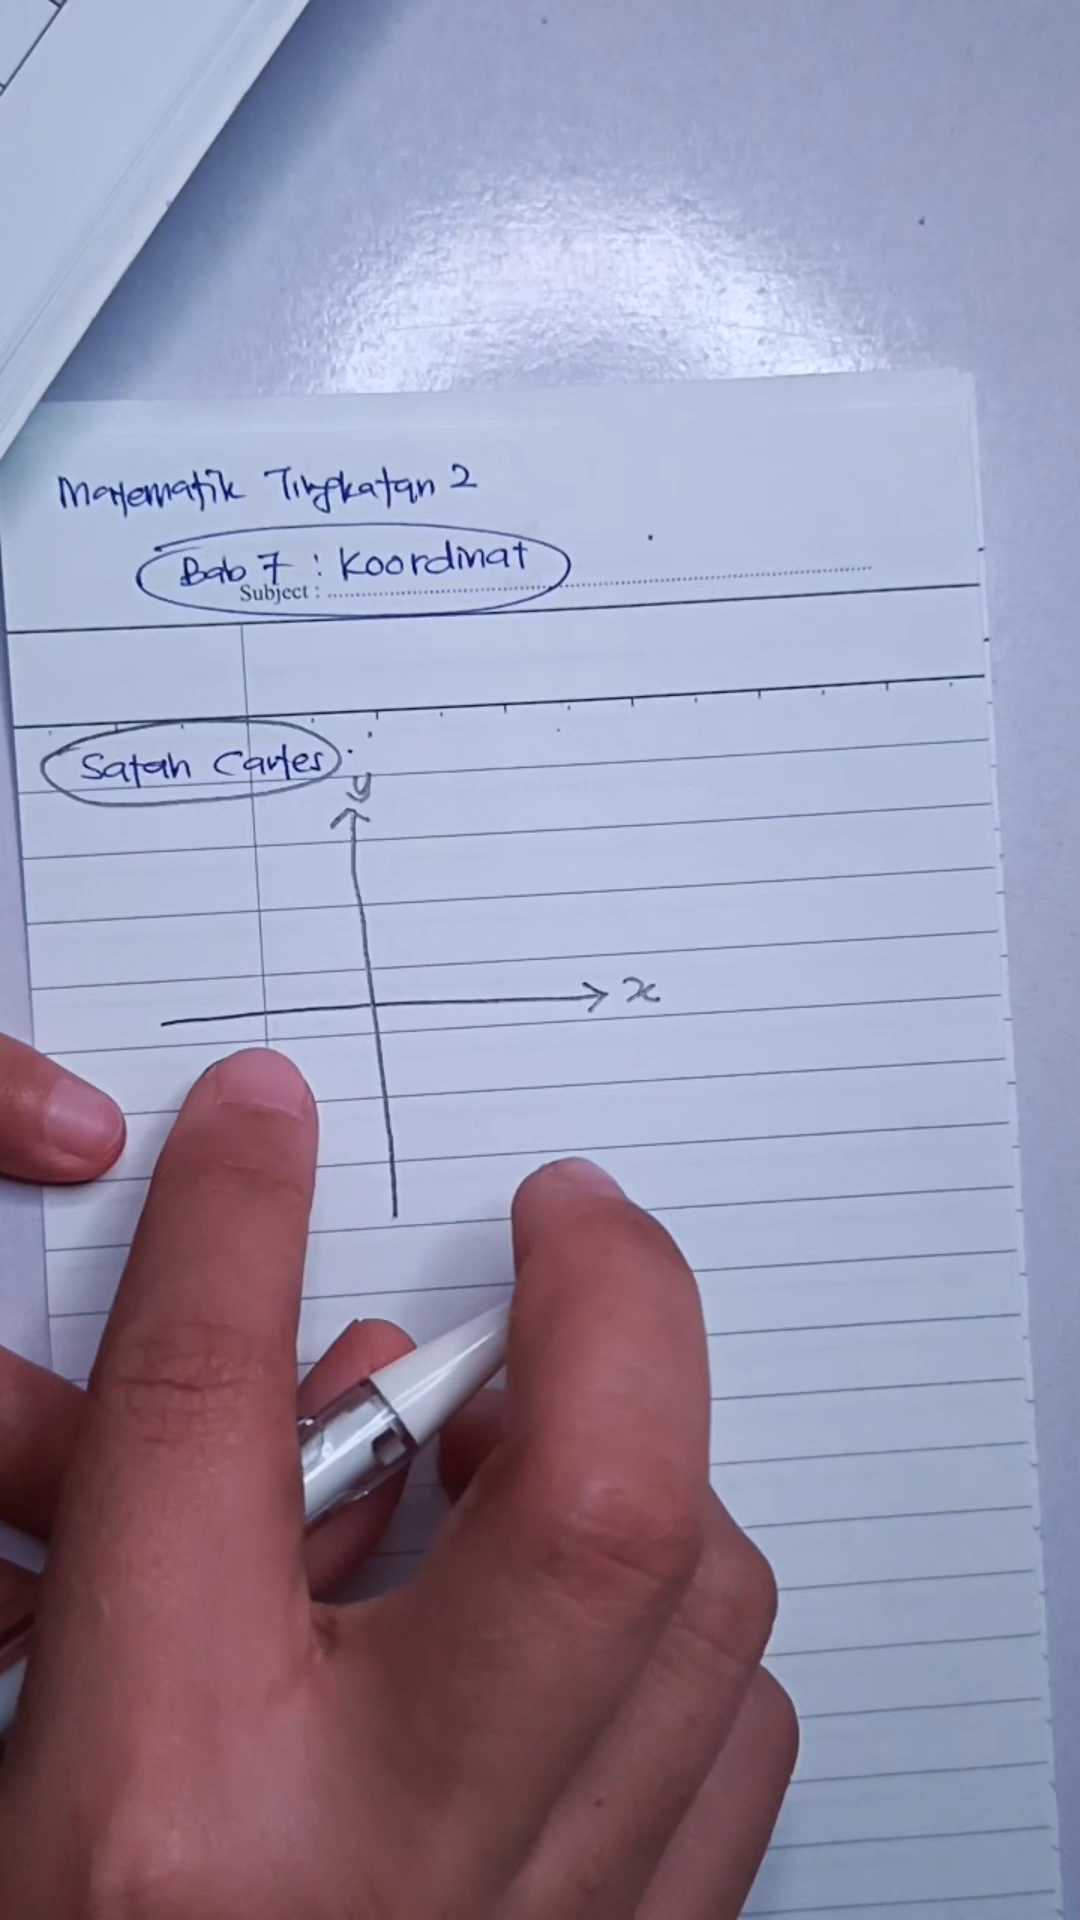 Matematik Tingkatan 2
Bab 7 : Koordinat
Subject :
Satah Cartes
y
x